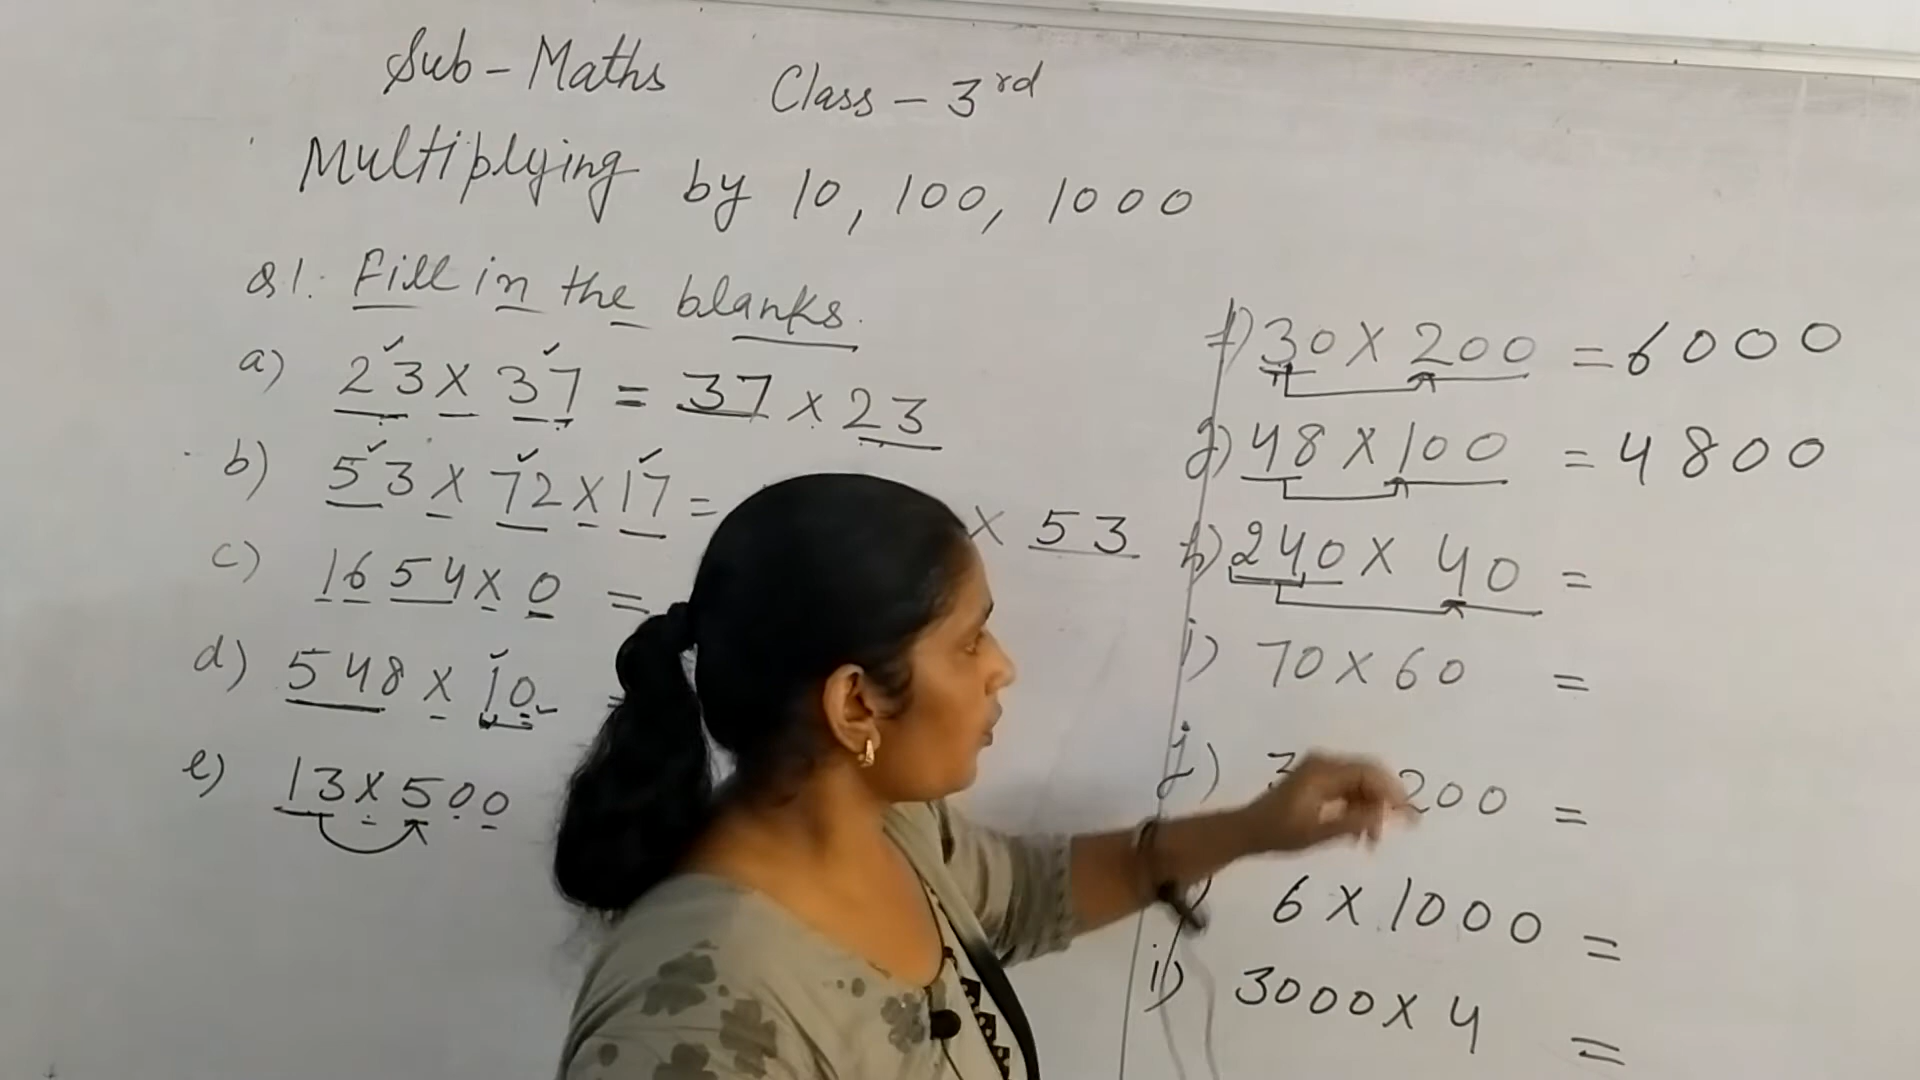 Sub-Maths Class-3rd
Multiplying by 10, 100, 1000
Q1. Fill in the blanks.
a) 23 X 37 = 37 X 23
b) 53 X 72 X 17 = X 53
c) 1654 X 0 =
d) 548 X 10 =
e) 13 X 500
f) 30 X 200 = 6000
g) 48 X 100 = 4800
h) 240 X 40 =
i) 70 X 60 =
j) 3 200 =
6 X 1000 =
3000 X 4 =